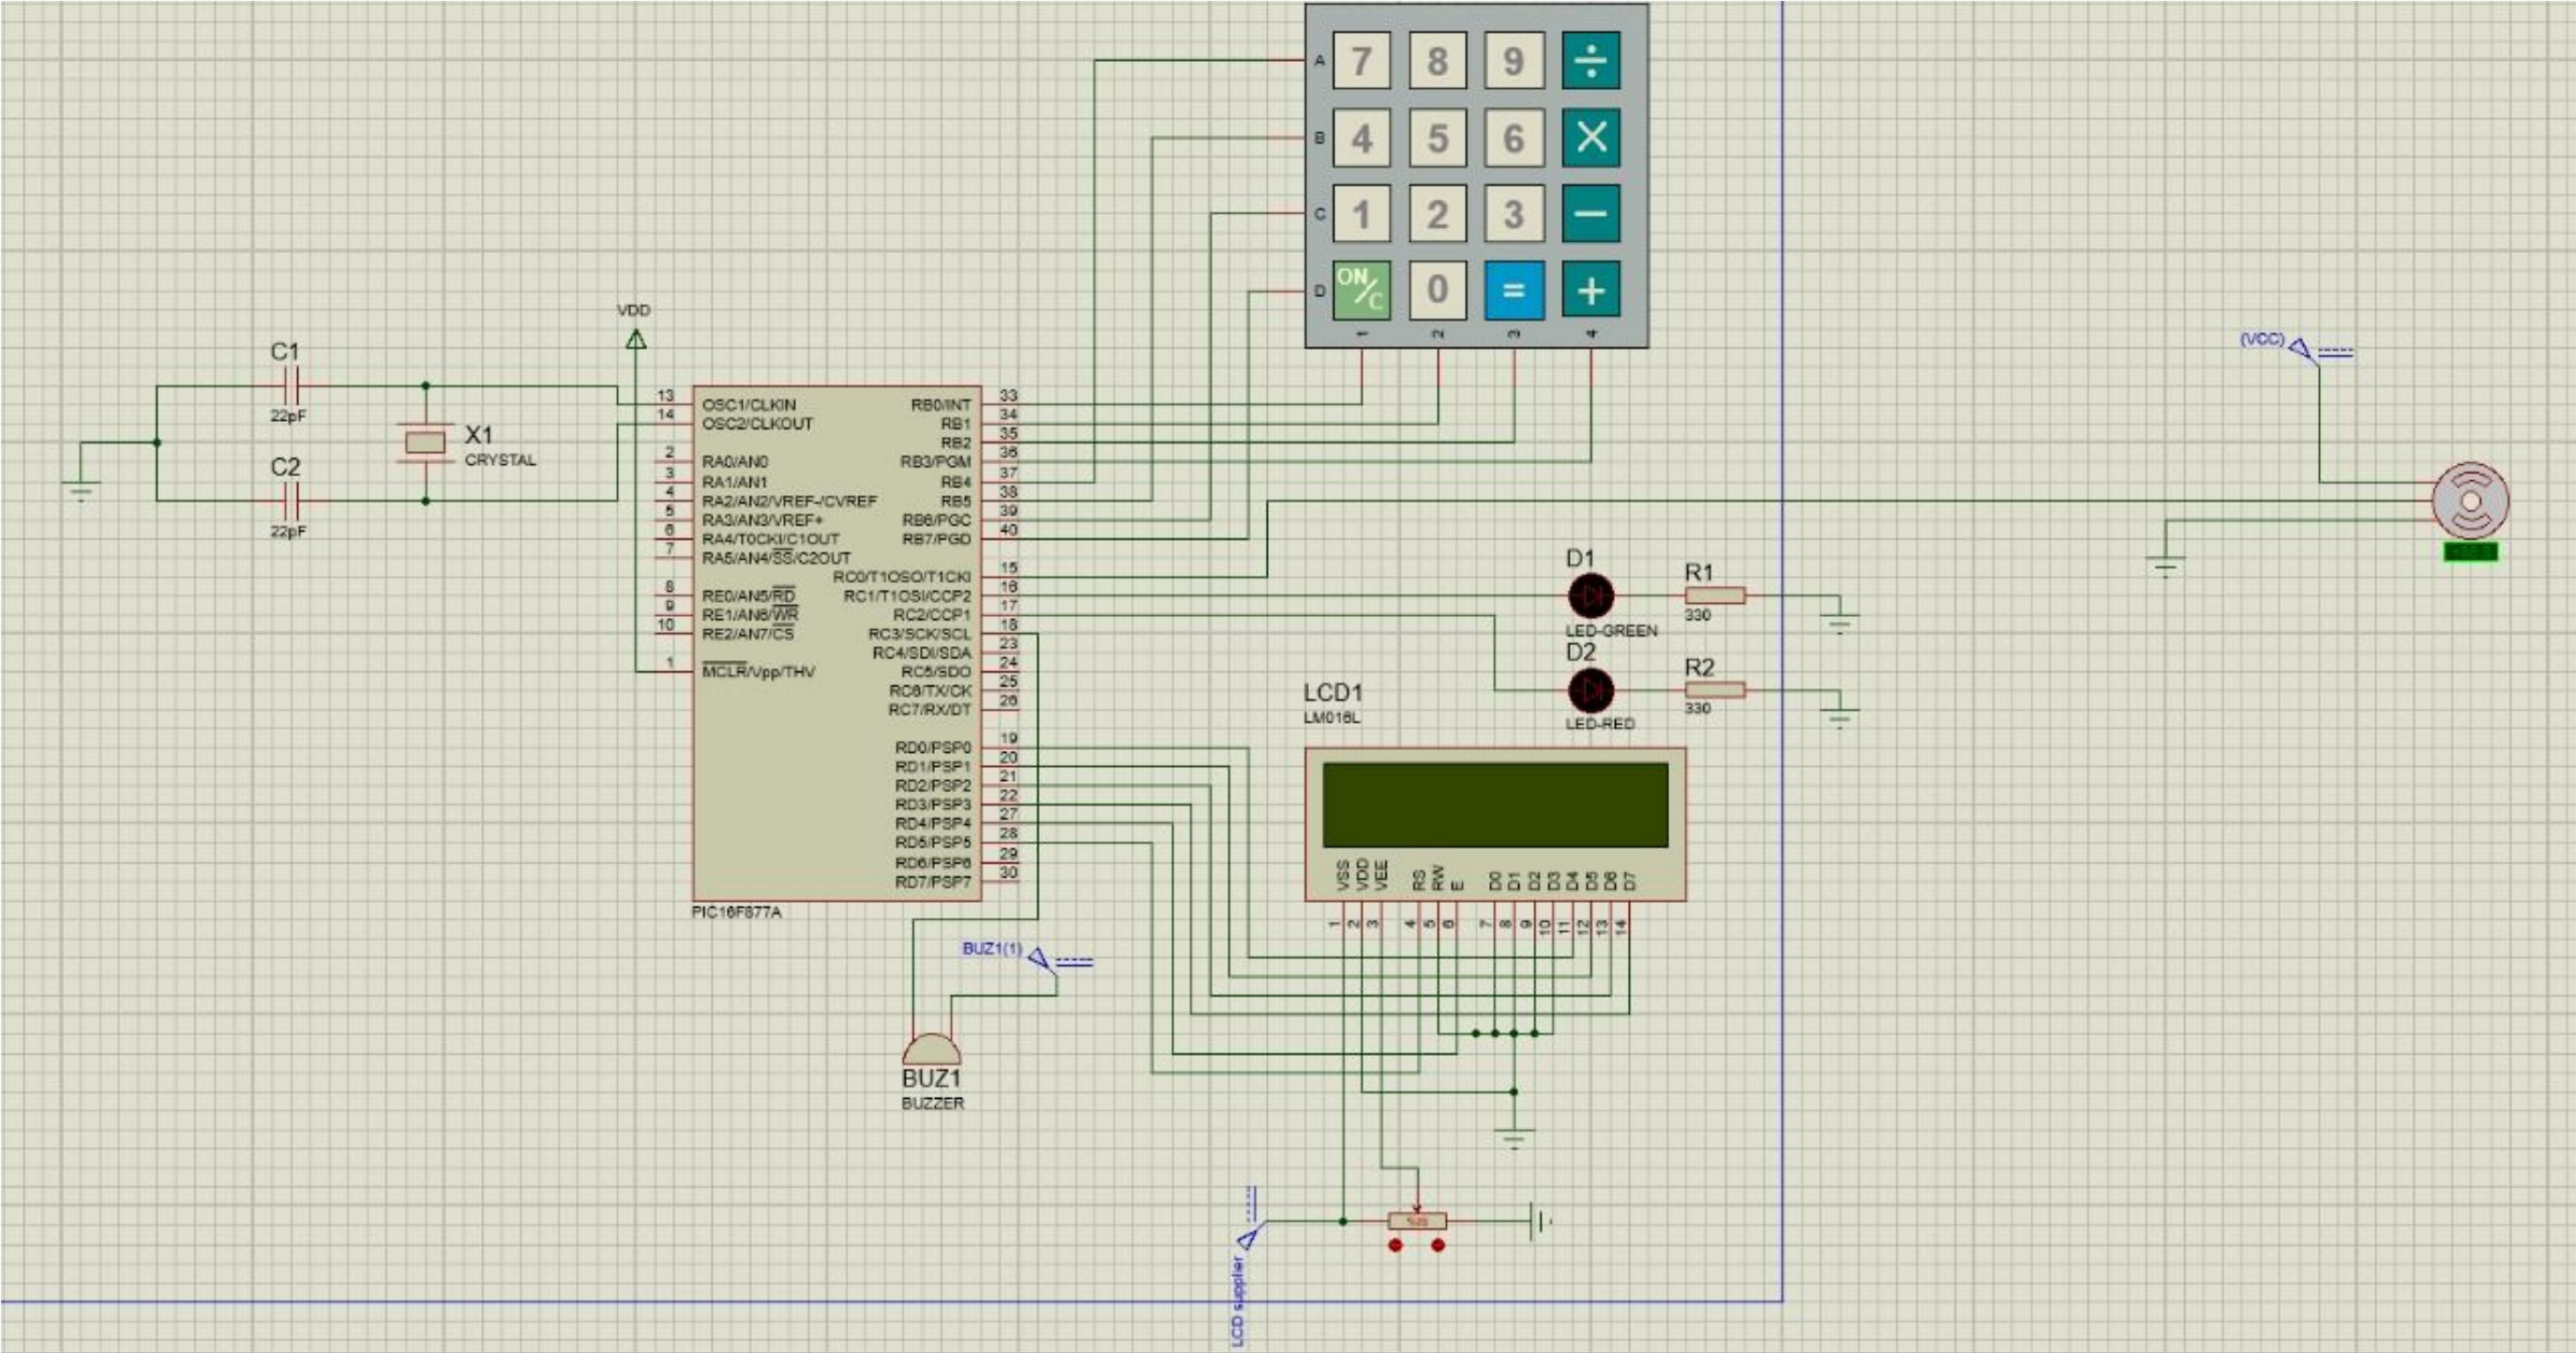 A 7 8 9 ÷
B 4 5 6 ×
C 1 2 3 −
D ON/C 0 = +
1 2 3 4
VDD
(VCC)
C1
22pF
X1
CRYSTAL
C2
22pF
13 OSC1/CLKIN
14 OSC2/CLKOUT
2 RA0/AN0
3 RA1/AN1
4 RA2/AN2/VREF-/CVREF
5 RA3/AN3/VREF+
6 RA4/T0CKI/C1OUT
7 RA5/AN4/SS/C2OUT
8 RE0/AN5/RD
9 RE1/AN6/WR
10 RE2/AN7/CS
1 MCLR/Vpp/THV
RB0/INT 33
RB1 34
RB2 35
RB3/PGM 36
RB4 37
RB5 38
RB6/PGC 39
RB7/PGD 40
RC0/T1OSO/T1CKI 15
RC1/T1OSI/CCP2 16
RC2/CCP1 17
RC3/SCK/SCL 18
RC4/SDI/SDA 23
RC5/SDO 24
RC6/TX/CK 25
RC7/RX/DT 26
RD0/PSP0 19
RD1/PSP1 20
RD2/PSP2 21
RD3/PSP3 22
RD4/PSP4 27
RD5/PSP5 28
RD6/PSP6 29
RD7/PSP7 30
PIC16F877A
D1
LED-GREEN
R1
330
D2
LED-RED
R2
330
LCD1
LM016L
VSS VDD VEE RS RW E D0 D1 D2 D3 D4 D5 D6 D7
1 2 3 4 5 6 7 8 9 10 11 12 13 14
BUZ1(1)
BUZ1
BUZZER
LCD supplier